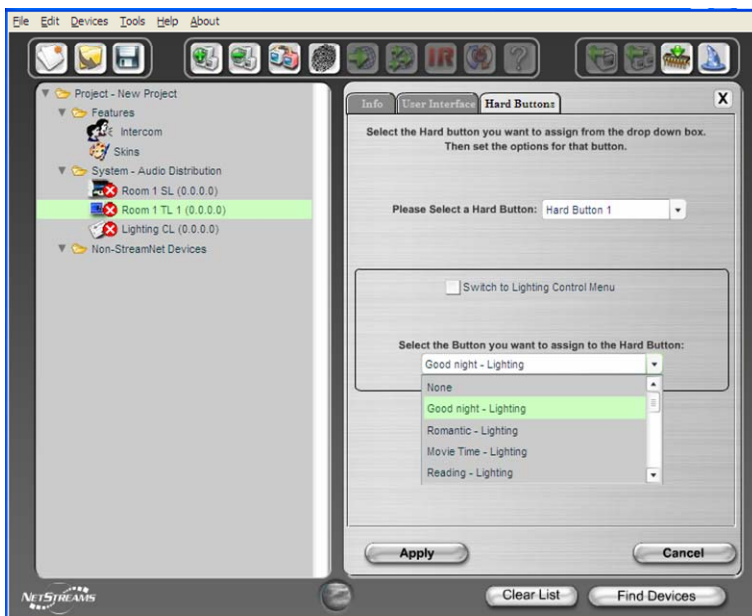 File Edit Devices Tools Help About
IR
?
Project - New Project
Features
Intercom
Skins
System - Audio Distribution
Room 1 SL (0.0.0.0)
Room 1 TL 1 (0.0.0.0)
Lighting CL (0.0.0.0)
Non-StreamNet Devices
Info User Interface Hard Buttons X
Select the Hard button you want to assign from the drop down box.
Then set the options for that button.
Please Select a Hard Button: Hard Button 1
Switch to Lighting Control Menu
Select the Button you want to assign to the Hard Button:
Good night - Lighting
None
Good night - Lighting
Romantic - Lighting
Movie Time - Lighting
Reading - Lighting
Apply Cancel
NETSTREAMS Clear List Find Devices